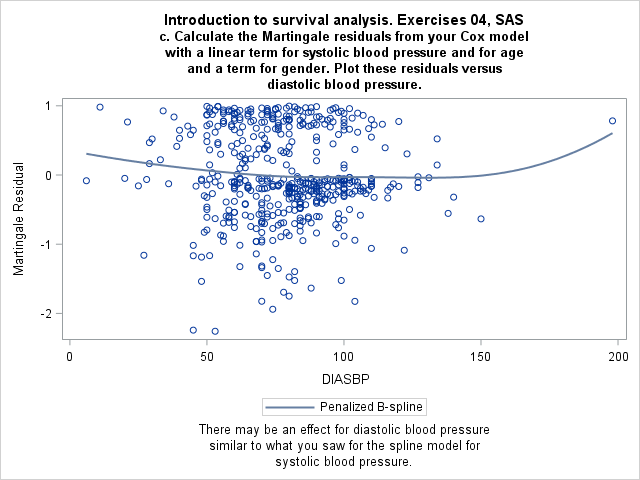 Introduction to survival analysis. Exercises 04, SAS
c. Calculate the Martingale residuals from your Cox model
with a linear term for systolic blood pressure and for age
and a term for gender. Plot these residuals versus
diastolic blood pressure.
1
0
-1
-2
Martingale Residual
0 50 100 150 200
DIASBP
Penalized B-spline
There may be an effect for diastolic blood pressure
similar to what you saw for the spline model for
systolic blood pressure.